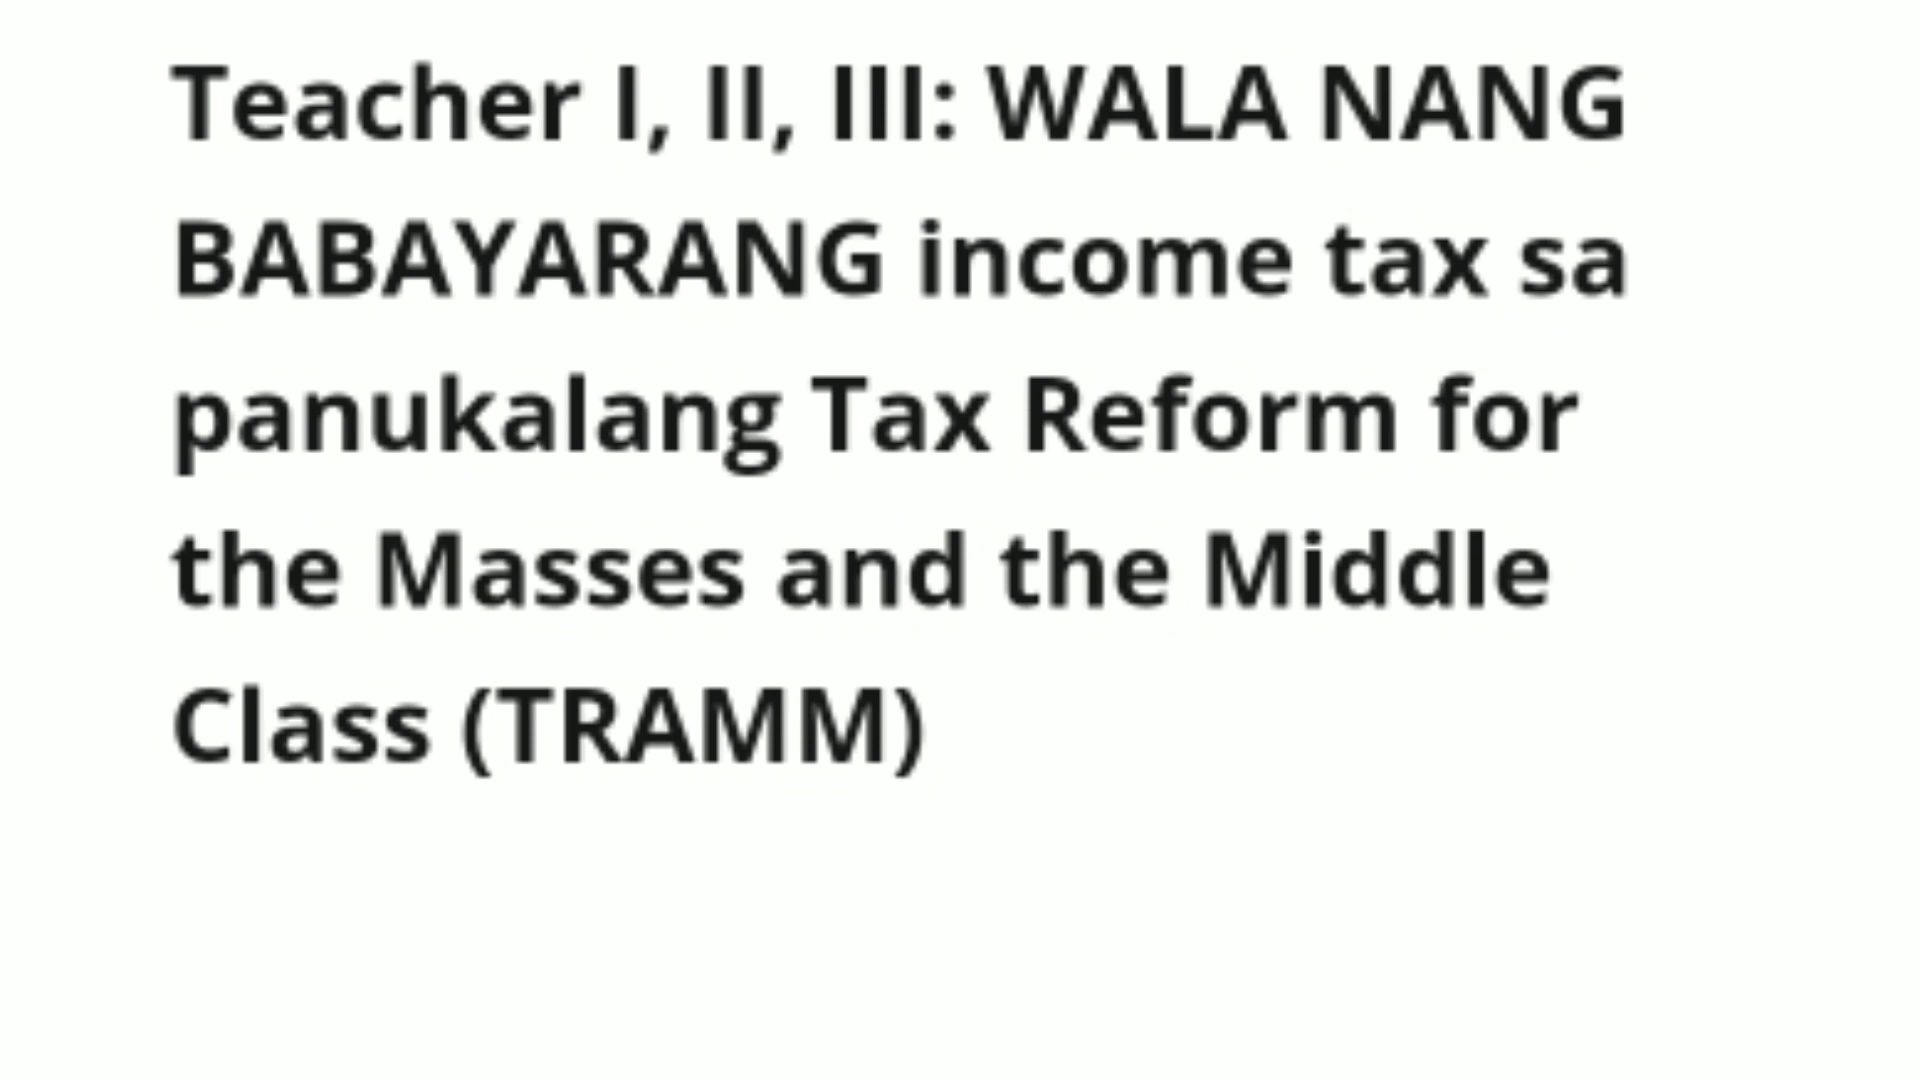 Teacher I, II, III: WALA NANG
BABAYARANG income tax sa
panukalang Tax Reform for
the Masses and the Middle
Class (TRAMM)